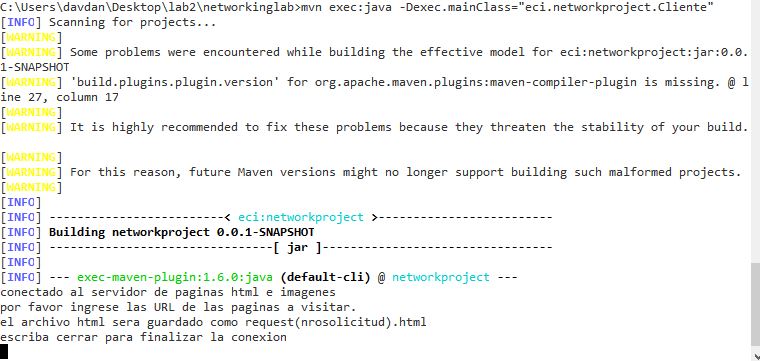 C:\Users\davdan\Desktop\lab2\networkinglab>mvn exec:java -Dexec.mainClass="eci.networkproject.Cliente"
[INFO] Scanning for projects...
[WARNING]
[WARNING] Some problems were encountered while building the effective model for eci:networkproject:jar:0.0.
1-SNAPSHOT
[WARNING] 'build.plugins.plugin.version' for org.apache.maven.plugins:maven-compiler-plugin is missing. @ l
ine 27, column 17
[WARNING]
[WARNING] It is highly recommended to fix these problems because they threaten the stability of your build.
[WARNING]
[WARNING] For this reason, future Maven versions might no longer support building such malformed projects.
[WARNING]
[INFO]
[INFO] -----------------------< eci:networkproject >-----------------------
[INFO] Building networkproject 0.0.1-SNAPSHOT
[INFO] --------------------------------[ jar ]---------------------------------
[INFO]
[INFO] --- exec-maven-plugin:1.6.0:java (default-cli) @ networkproject ---
conectado al servidor de paginas html e imagenes
por favor ingrese las URL de las paginas a visitar.
el archivo html sera guardado como request(nrosolicitud).html
escriba cerrar para finalizar la conexion